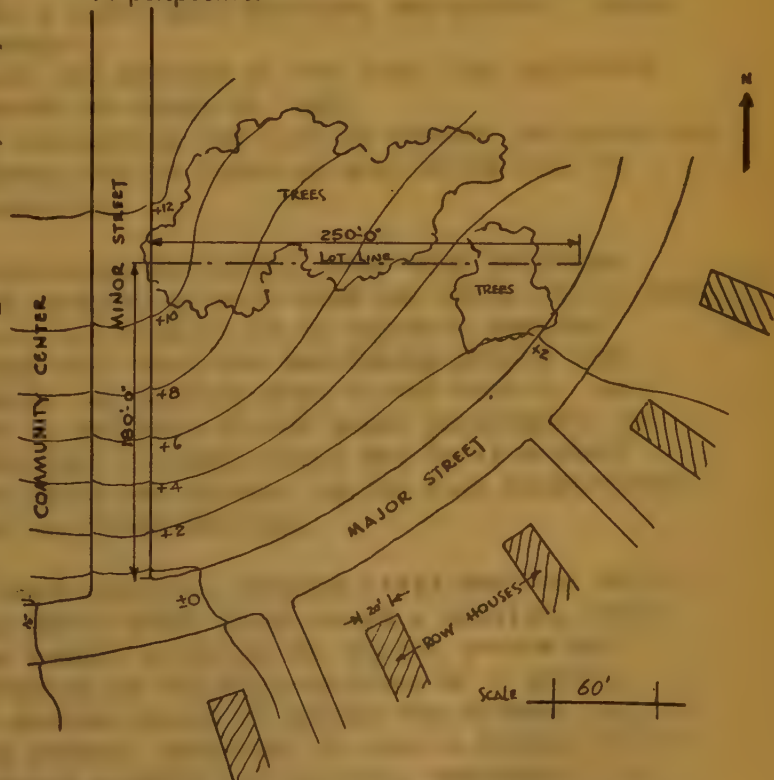 N
MINOR STREET
+12
TREES
250'-0"
LOT LINE
TREES
+10
COMMUNITY CENTER
180'-0"
+8
+2
+6
+4
MAJOR STREET
+2
±0
20'
ROW HOUSES
SCALE 60'